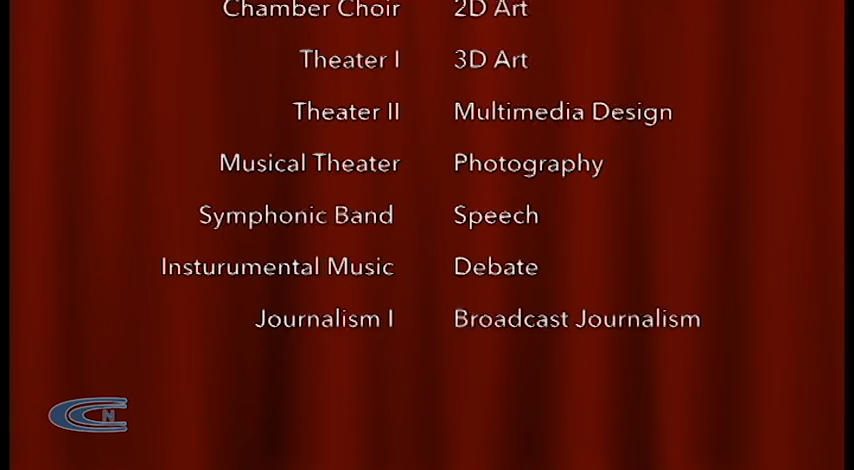 Chamber Choir 2D Art
Theater I 3D Art
Theater II Multimedia Design
Musical Theater Photography
Symphonic Band Speech
Insturumental Music Debate
Journalism I Broadcast Journalism
CCN